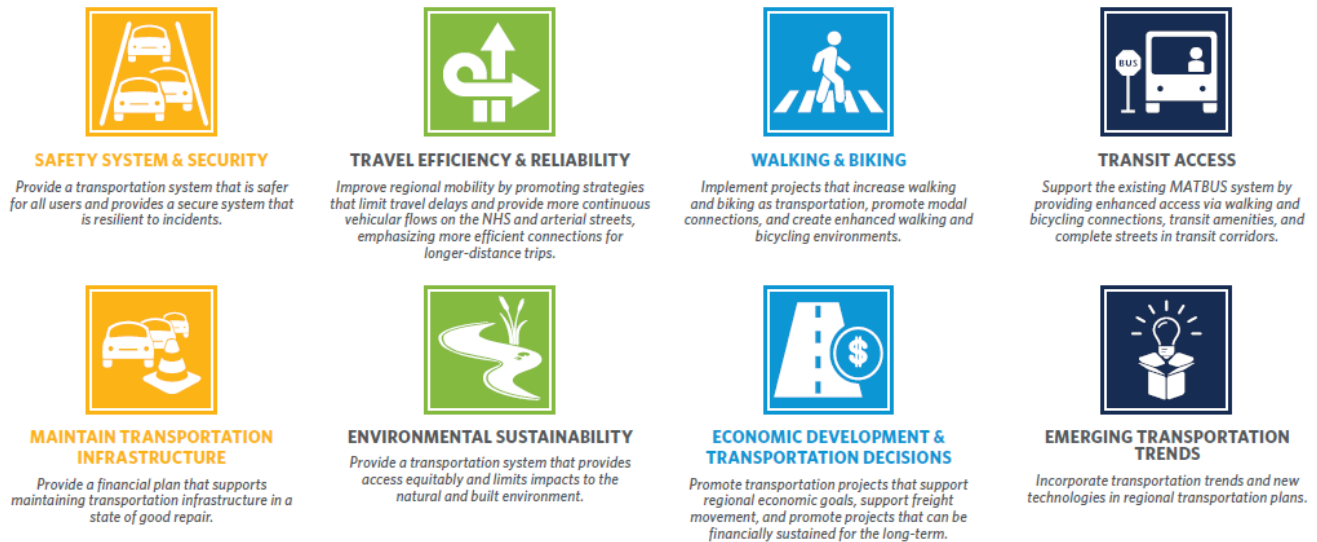 BUS
SAFETY SYSTEM & SECURITY
Provide a transportation system that is safer
for all users and provides a secure system that
is resilient to incidents.
TRAVEL EFFICIENCY & RELIABILITY
Improve regional mobility by promoting strategies
that limit travel delays and provide more continuous
vehicular flows on the NHS and arterial streets,
emphasizing more efficient connections for
longer-distance trips.
WALKING & BIKING
Implement projects that increase walking
and biking as transportation, promote modal
connections, and create enhanced walking and
bicycling environments.
TRANSIT ACCESS
Support the existing MATBUS system by
providing enhanced access via walking and
bicycling connections, transit amenities, and
complete streets in transit corridors.
$
MAINTAIN TRANSPORTATION
INFRASTRUCTURE
Provide a financial plan that supports
maintaining transportation infrastructure in a
state of good repair.
ENVIRONMENTAL SUSTAINABILITY
Provide a transportation system that provides
access equitably and limits impacts to the
natural and built environment.
ECONOMIC DEVELOPMENT &
TRANSPORTATION DECISIONS
Promote transportation projects that support
regional economic goals, support freight
movement, and promote projects that can be
financially sustained for the long-term.
EMERGING TRANSPORTATION
TRENDS
Incorporate transportation trends and new
technologies in regional transportation plans.